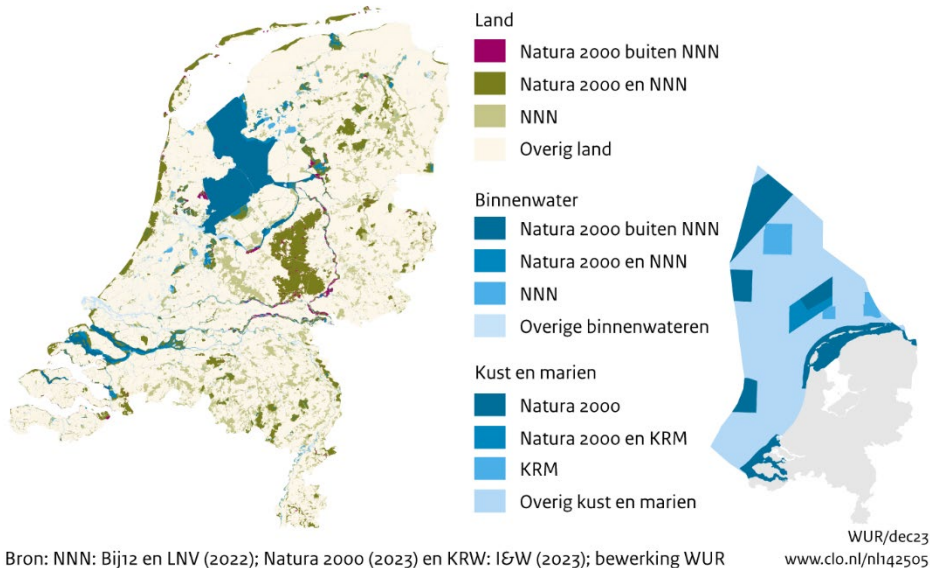 Land
Natura 2000 buiten NNN
Natura 2000 en NNN
NNN
Overig land
Binnenwater
Natura 2000 buiten NNN
Natura 2000 en NNN
NNN
Overige binnenwateren
Kust en marien
Natura 2000
Natura 2000 en KRM
KRM
Overig kust en marien
WUR/dec23
Bron: NNN: Bij12 en LNV (2022); Natura 2000 (2023) en KRW: I&W (2023); bewerking WUR
www.clo.nl/nl142505